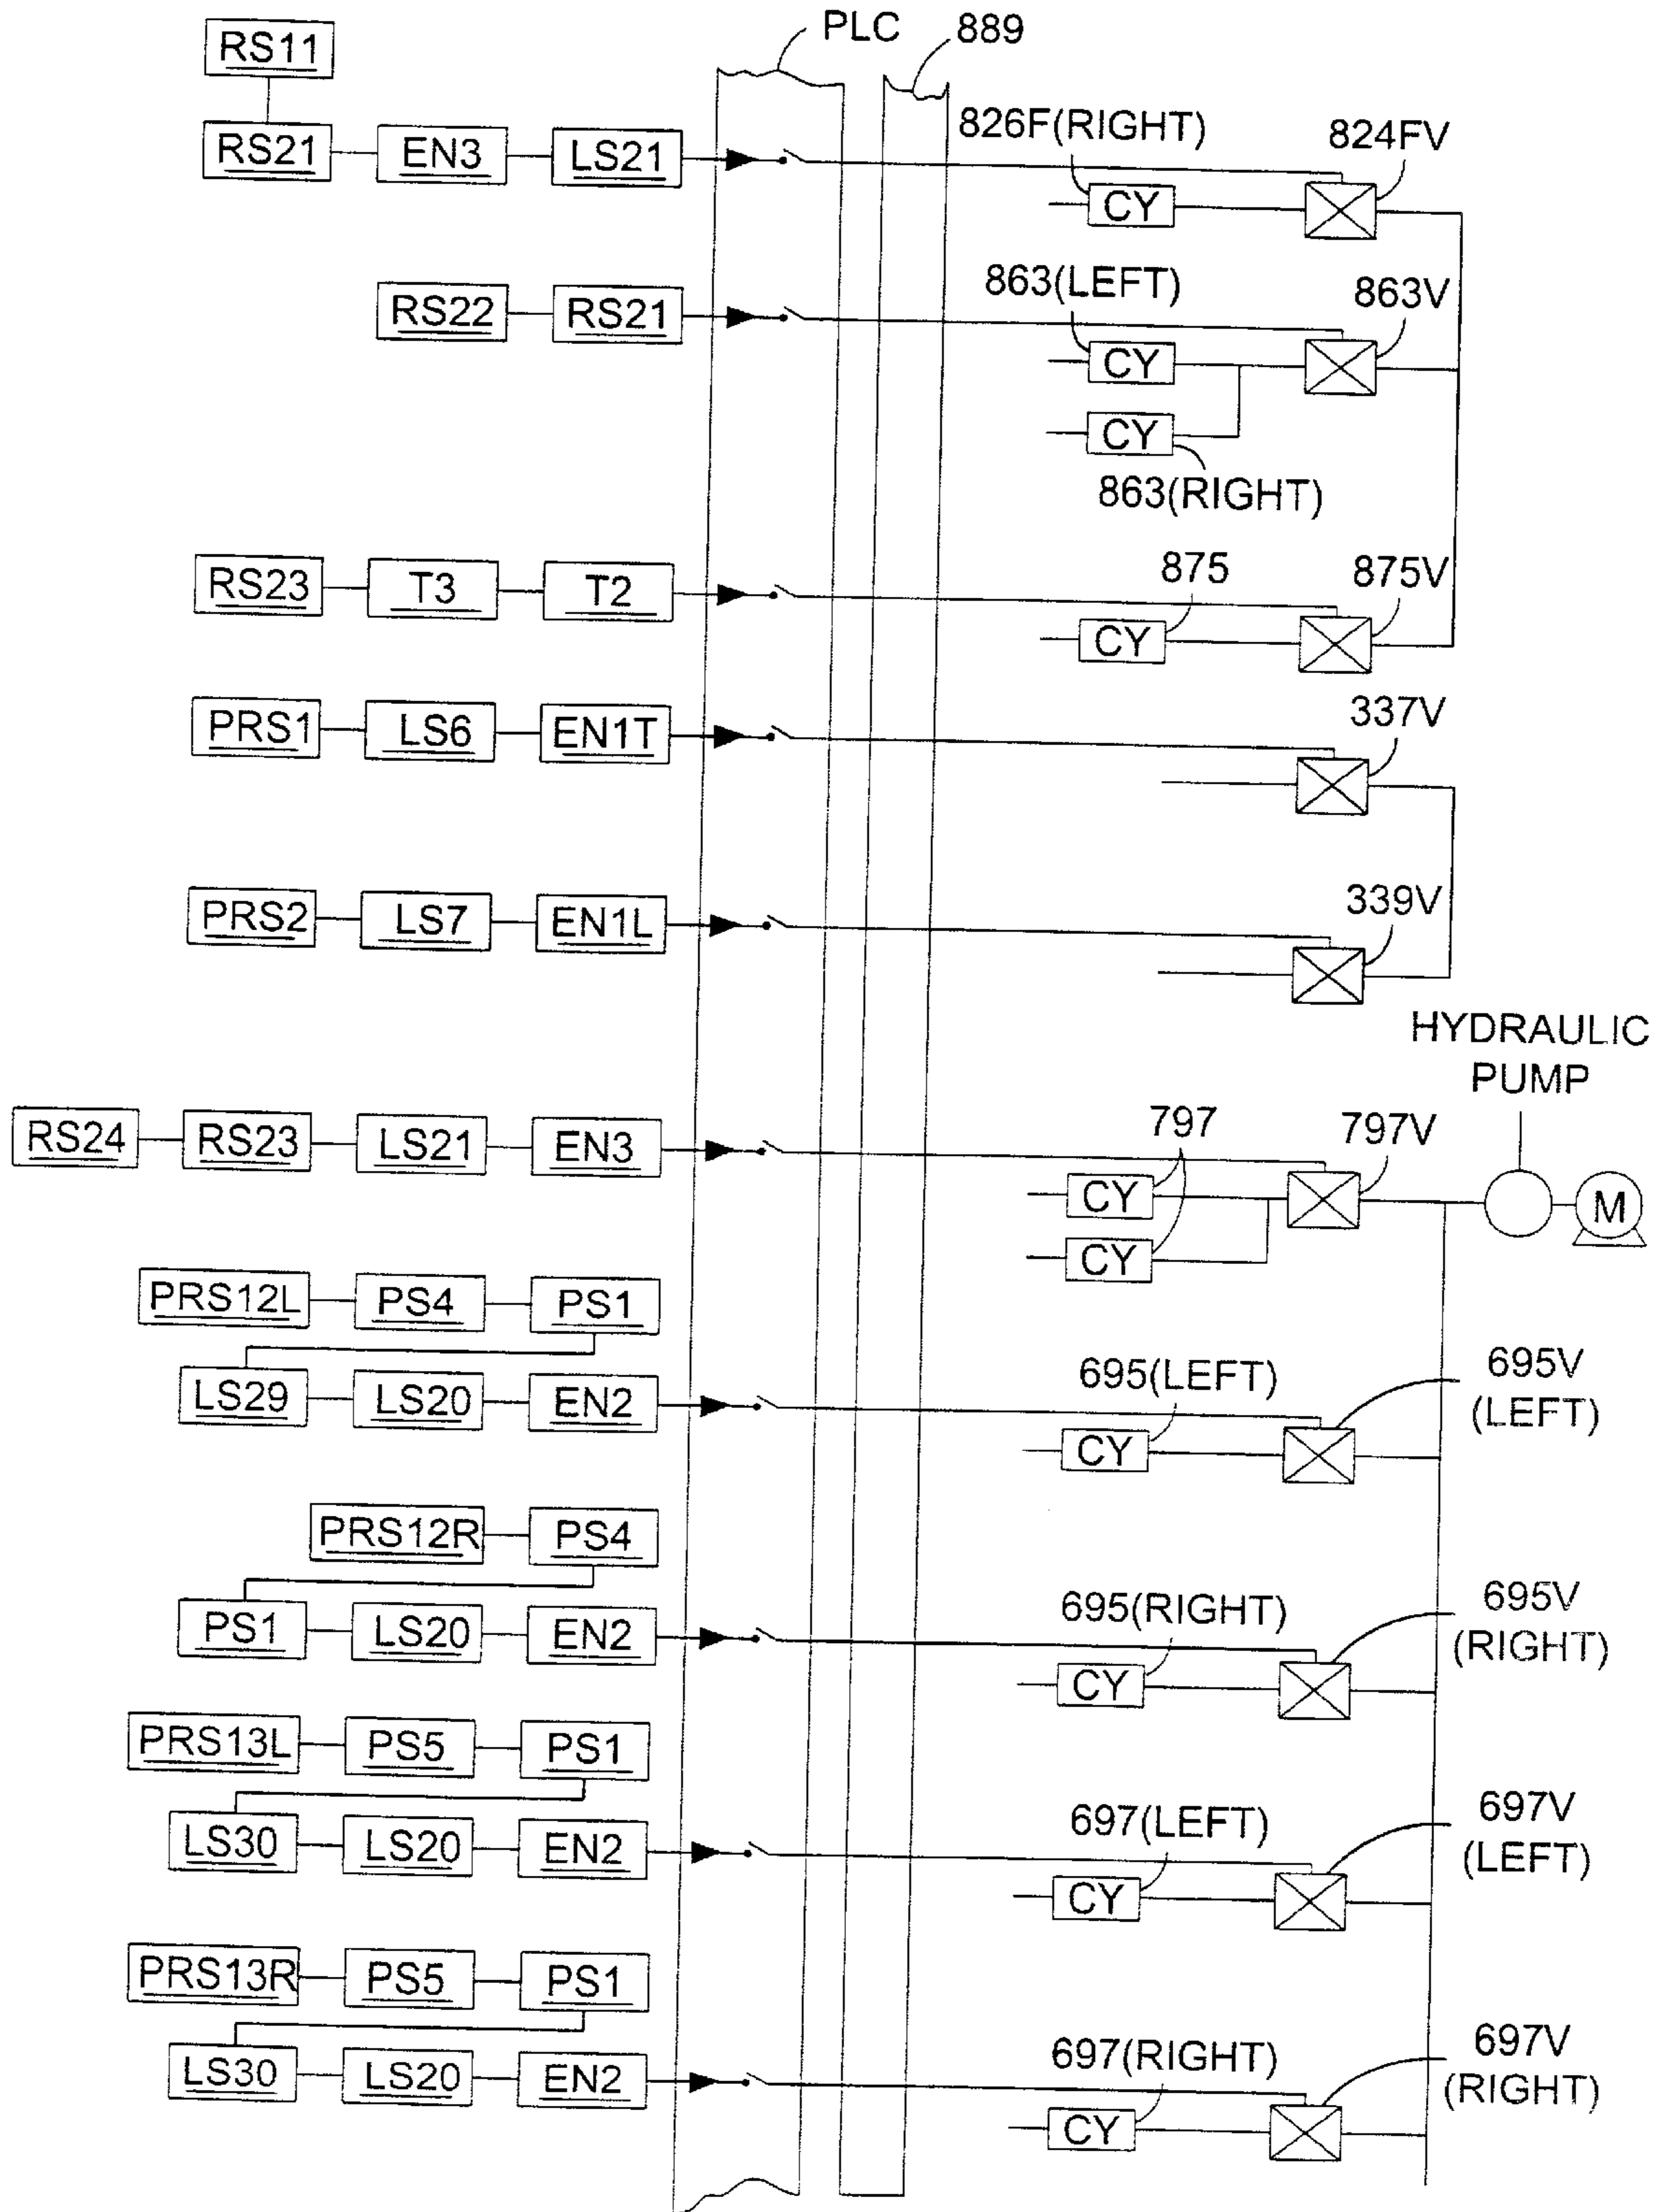 PLC 889
RS11
RS21 EN3 LS21 826F(RIGHT) 824FV
CY
RS22 RS21 863(LEFT) 863V
CY
CY
863(RIGHT)
RS23 T3 T2 875 875V
CY
PRS1 LS6 EN1T 337V
PRS2 LS7 EN1L 339V
HYDRAULIC
PUMP
RS24 RS23 LS21 EN3 797 797V
CY M
CY
PRS12L PS4 PS1
LS29 LS20 EN2 695(LEFT) 695V
(LEFT)
CY
PRS12R PS4
PS1 LS20 EN2 695(RIGHT) 695V
(RIGHT)
CY
PRS13L PS5 PS1
LS30 LS20 EN2 697(LEFT) 697V
(LEFT)
CY
PRS13R PS5 PS1
LS30 LS20 EN2 697(RIGHT) 697V
(RIGHT)
CY